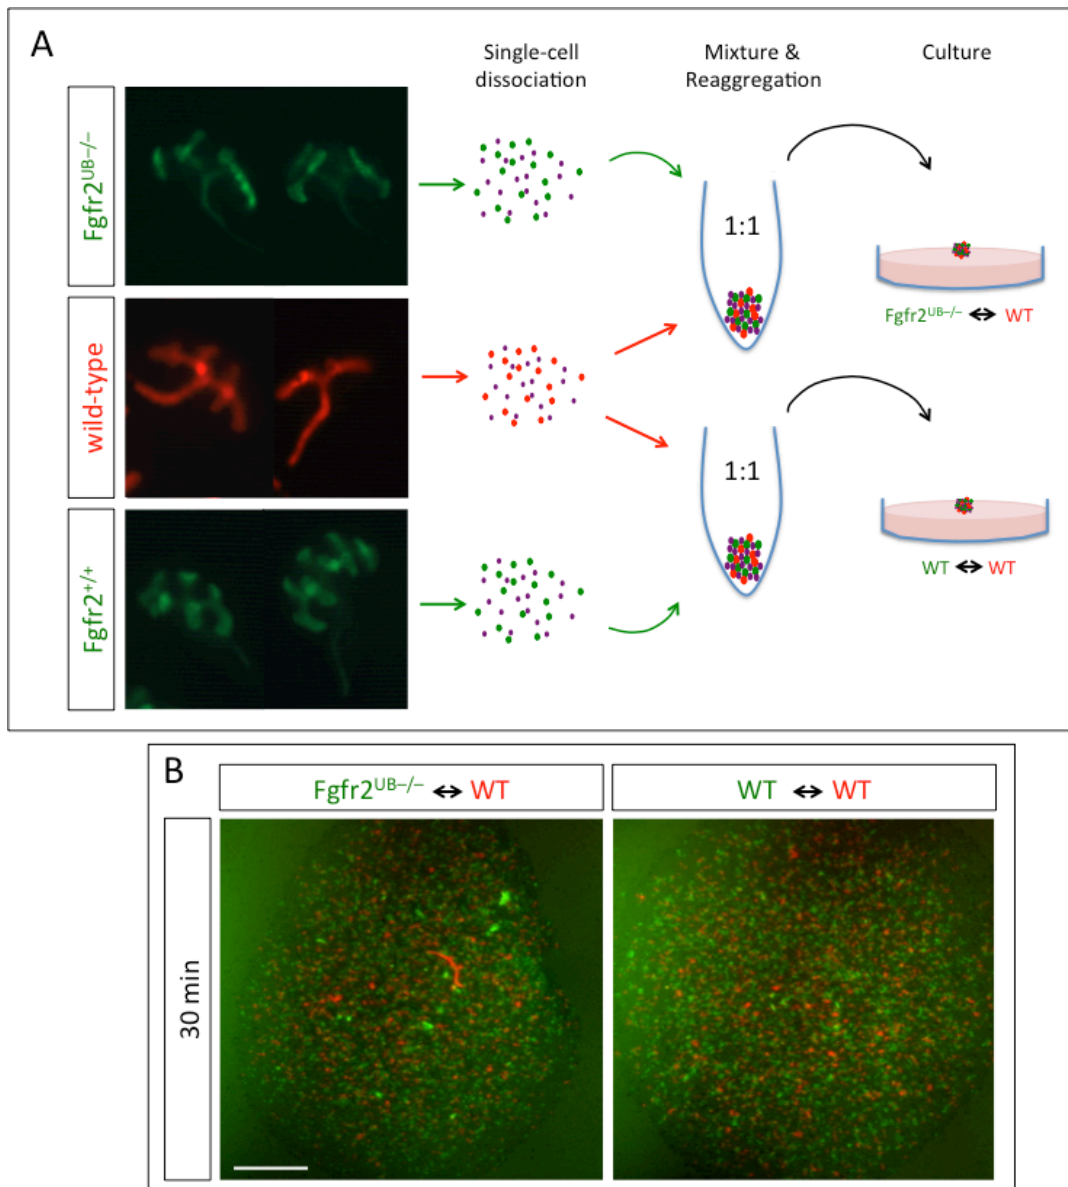 A
Single-cell
dissociation
Mixture &
Reaggregation
Culture
Fgfr2UB–/–
1:1
Fgfr2UB–/– ↔ WT
wild-type
1:1
Fgfr2+/+
WT ↔ WT
B
Fgfr2UB–/– ↔ WT
WT ↔ WT
30 min